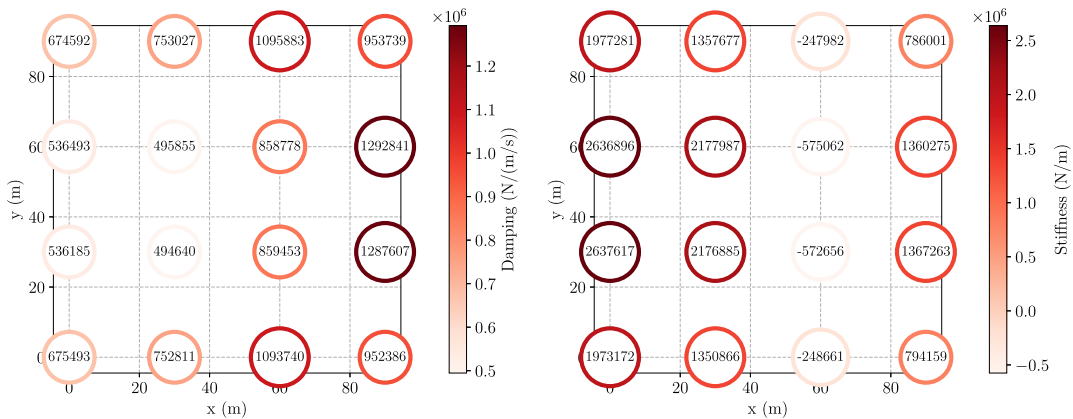 ×10⁶
674592 753027 1095883 953739
80
536493 495855 858778 1292841
60
y (m)
40
536185 494640 859453 1287607
20
675493 752811 1093740 952386
0
0 20 40 60 80
x (m)
1.2
1.1
1.0
0.9
0.8
0.7
0.6
0.5
Damping (N/(m/s))
×10⁶
1977281 1357677 -247982 786001
80
2636896 2177987 -575062 1360275
60
y (m)
40
2637617 2176885 -572656 1367263
20
1973172 1350866 -248661 794159
0
0 20 40 60 80
x (m)
2.5
2.0
1.5
1.0
0.5
0.0
−0.5
Stiffness (N/m)